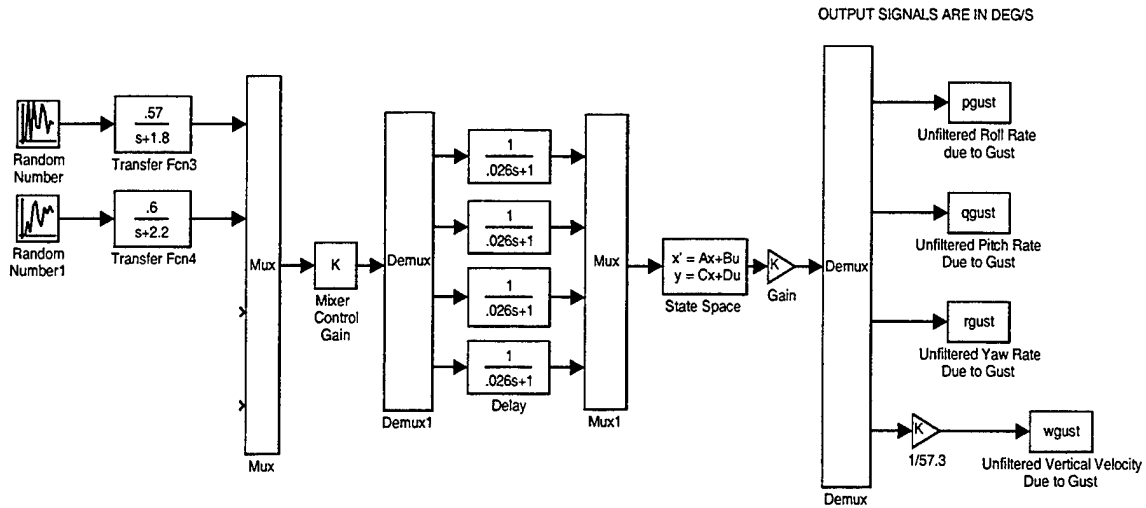 OUTPUT SIGNALS ARE IN DEG/S
Random
Number
.57
s+1.8
Transfer Fcn3
Random
Number1
.6
s+2.2
Transfer Fcn4
Mux
Mux
K
Mixer
Control
Gain
Demux
Demux1
1
.026s+1
1
.026s+1
1
.026s+1
1
.026s+1
Delay
Mux
Mux1
x' = Ax+Bu
y = Cx+Du
State Space
K
Gain
Demux
Demux
pgust
Unfiltered Roll Rate
due to Gust
qgust
Unfiltered Pitch Rate
Due to Gust
rgust
Unfiltered Yaw Rate
Due to Gust
K
1/57.3
wgust
Unfiltered Vertical Velocity
Due to Gust